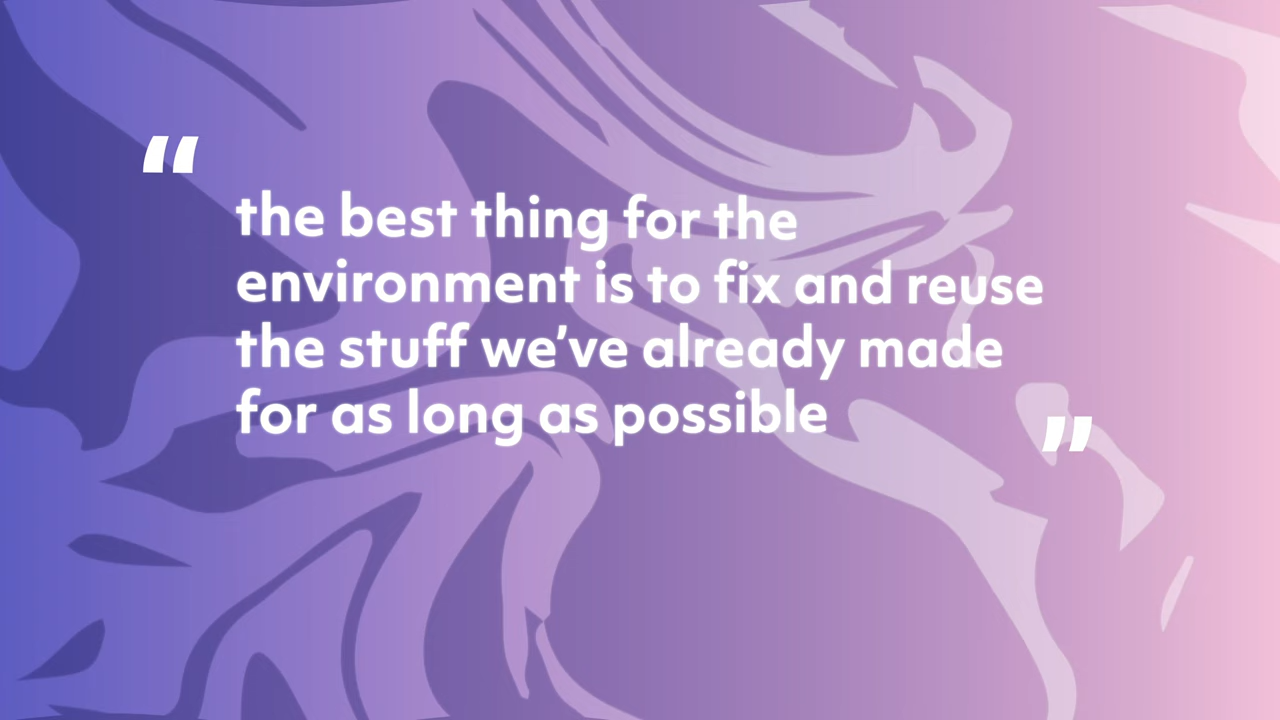 “
the best thing for the
environment is to fix and reuse
the stuff we’ve already made
for as long as possible
”